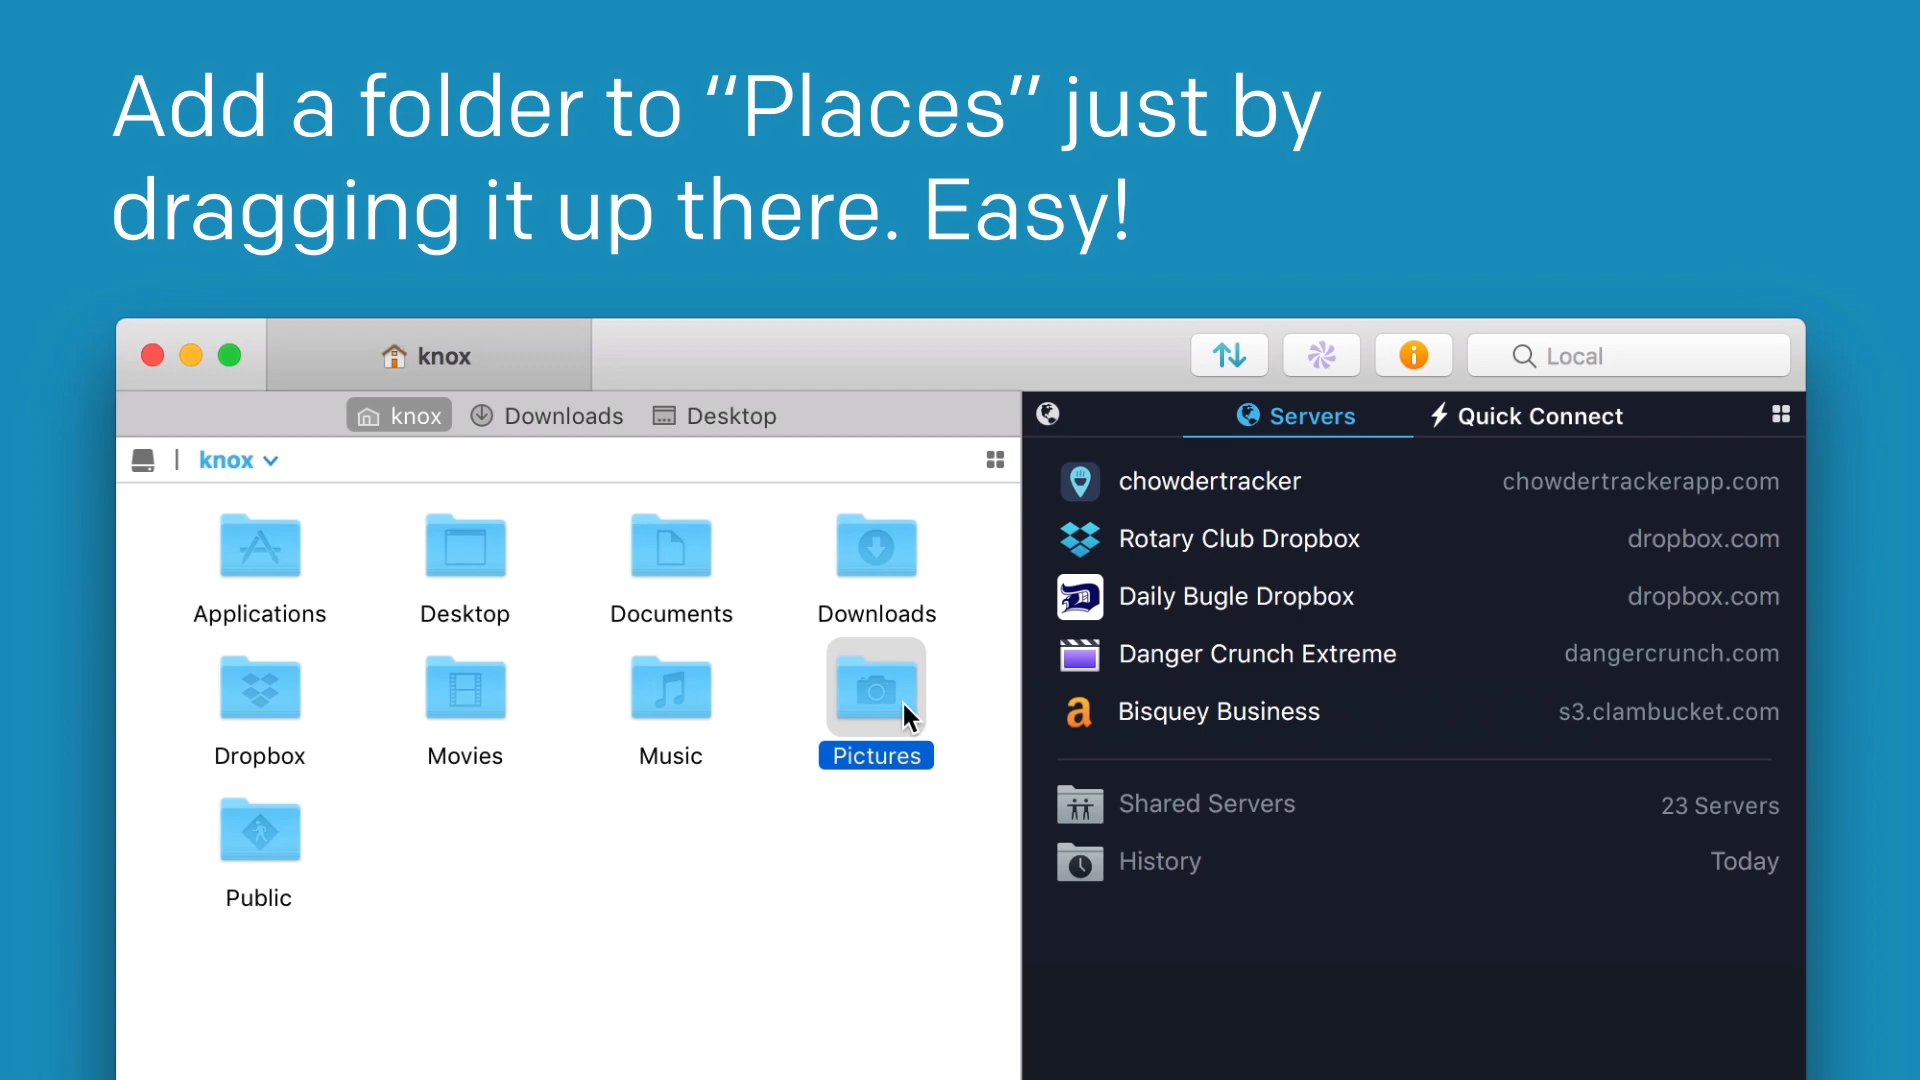 Add a folder to “Places” just by
dragging it up there. Easy!
knox
Local
knox Downloads Desktop
Servers Quick Connect
knox
chowdertracker chowdertrackerapp.com
Rotary Club Dropbox dropbox.com
Daily Bugle Dropbox dropbox.com
Danger Crunch Extreme dangercrunch.com
Bisquey Business s3.clambucket.com
Shared Servers 23 Servers
History Today
Applications Desktop Documents Downloads
Dropbox Movies Music Pictures
Public